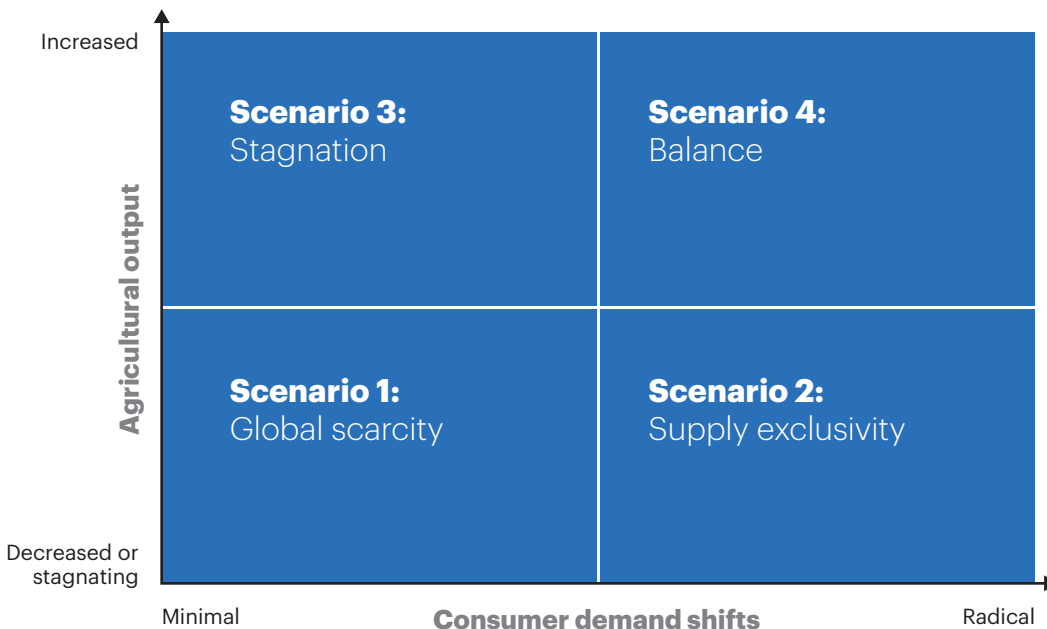 Increased
Scenario 3:
Stagnation
Scenario 4:
Balance
Agricultural output
Scenario 1:
Global scarcity
Scenario 2:
Supply exclusivity
Decreased or
stagnating
Minimal
Consumer demand shifts
Radical